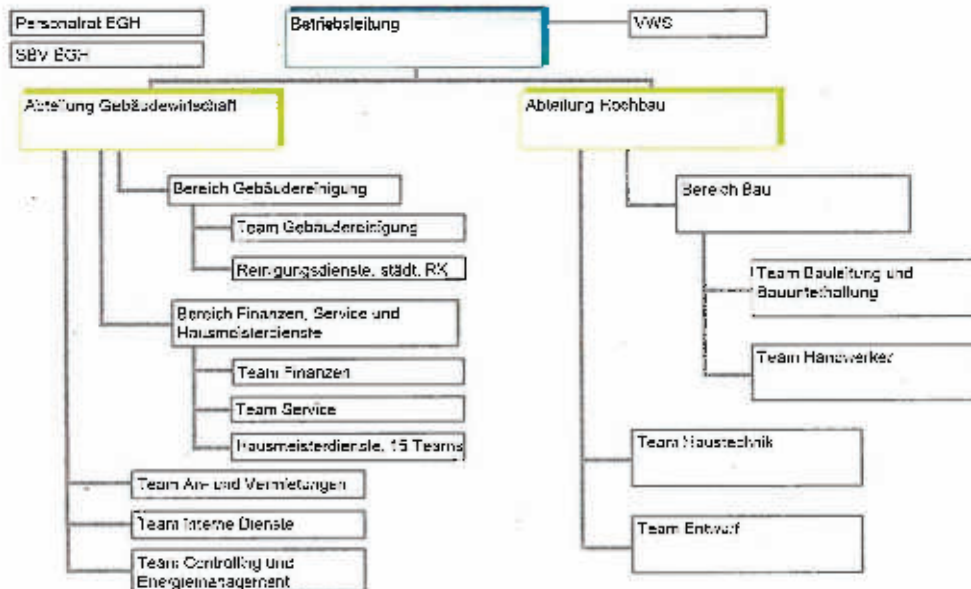 Personalrat EGH
SBV EGH
Betriebsleitung
VWS
Abteilung Gebäudewirtschaft
Abteilung Hochbau
Bereich Gebäudereinigung
Team Gebäudereinigung
Reinigungsdienste, städt. RK
Bereich Finanzen, Service und
Hausmeisterdienste
Team Finanzen
Team Service
Hausmeisterdienste, 15 Teams
Team An- und Vermietungen
Team Interne Dienste
Team Controlling und
Energiemanagement
Bereich Bau
Team Bauleitung und
Bauunterhaltung
Team Handwerker
Team Haustechnik
Team Entwurf